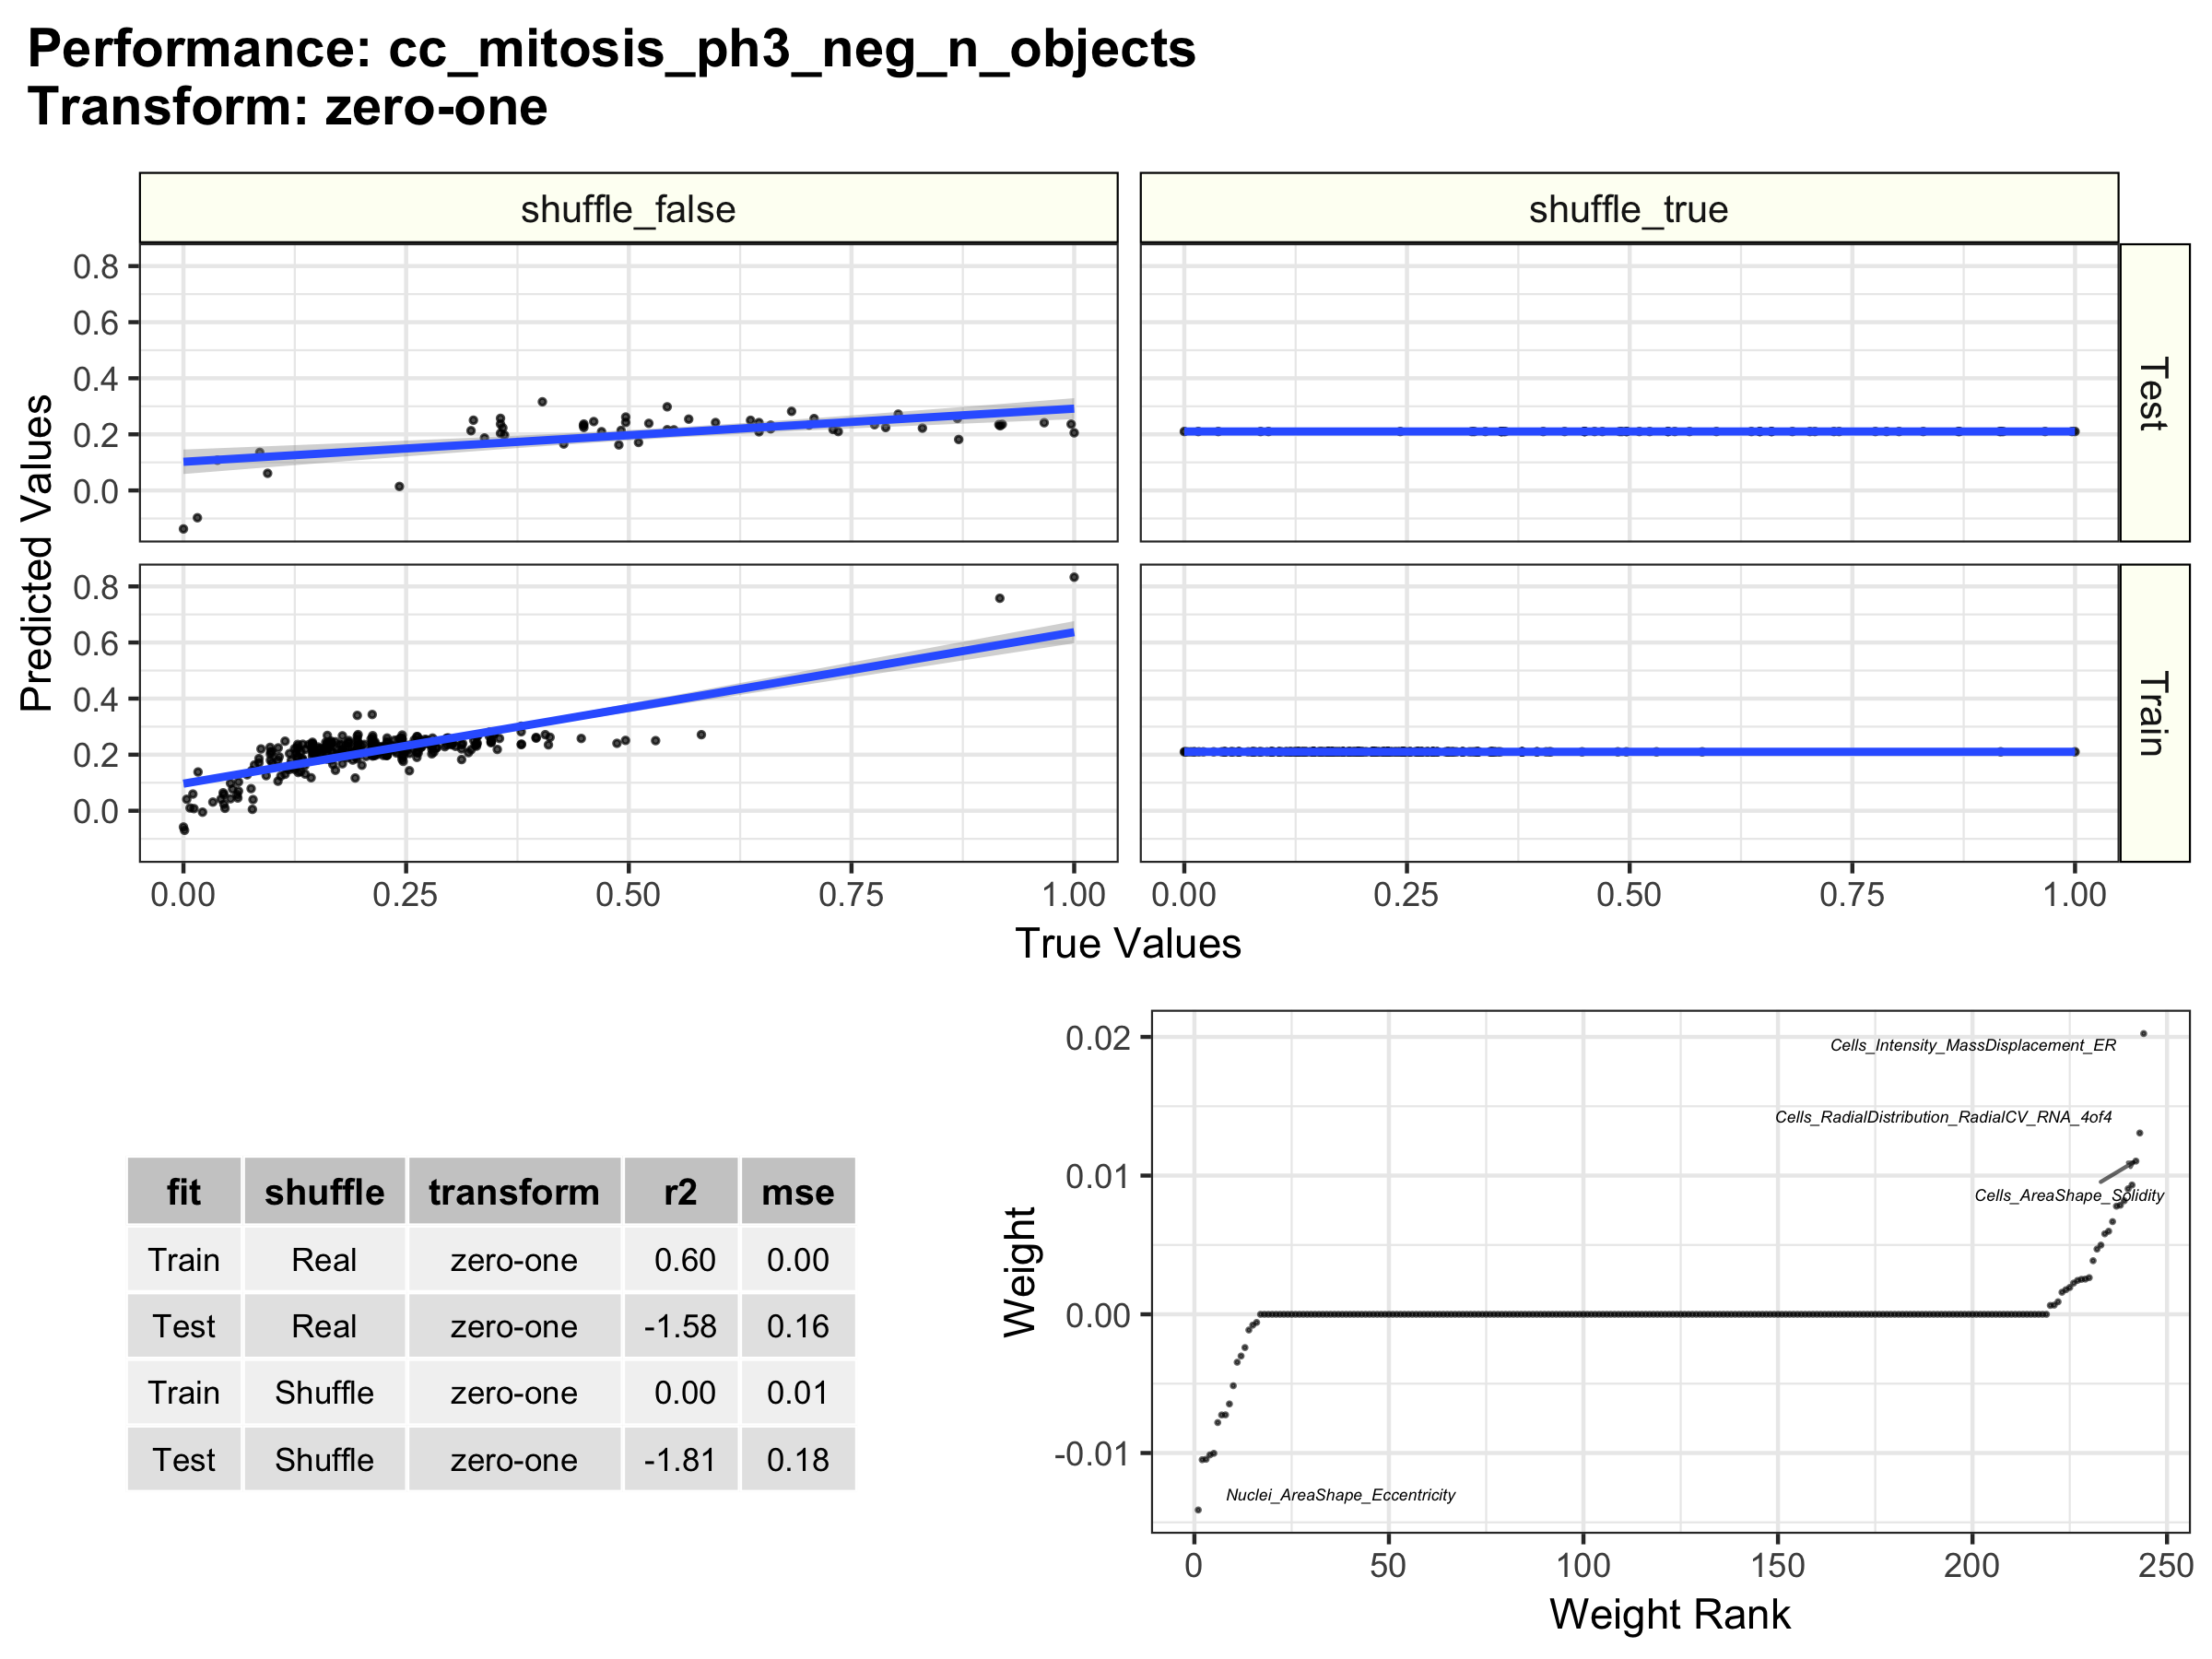 Performance: cc_mitosis_ph3_neg_n_objects
Transform: zero-one
shuffle_false
shuffle_true
0.8
0.6
0.4
0.2
0.0
Test
Predicted Values
0.8
0.6
0.4
0.2
0.0
Train
0.00 0.25 0.50 0.75 1.00
0.00 0.25 0.50 0.75 1.00
True Values
fit shuffle transform r2 mse
Train Real zero-one 0.60 0.00
Test Real zero-one -1.58 0.16
Train Shuffle zero-one 0.00 0.01
Test Shuffle zero-one -1.81 0.18
Weight
0.02
0.01
0.00
-0.01
Cells_Intensity_MassDisplacement_ER
Cells_RadialDistribution_RadialCV_RNA_4of4
Cells_AreaShape_Solidity
Nuclei_AreaShape_Eccentricity
0 50 100 150 200 250
Weight Rank